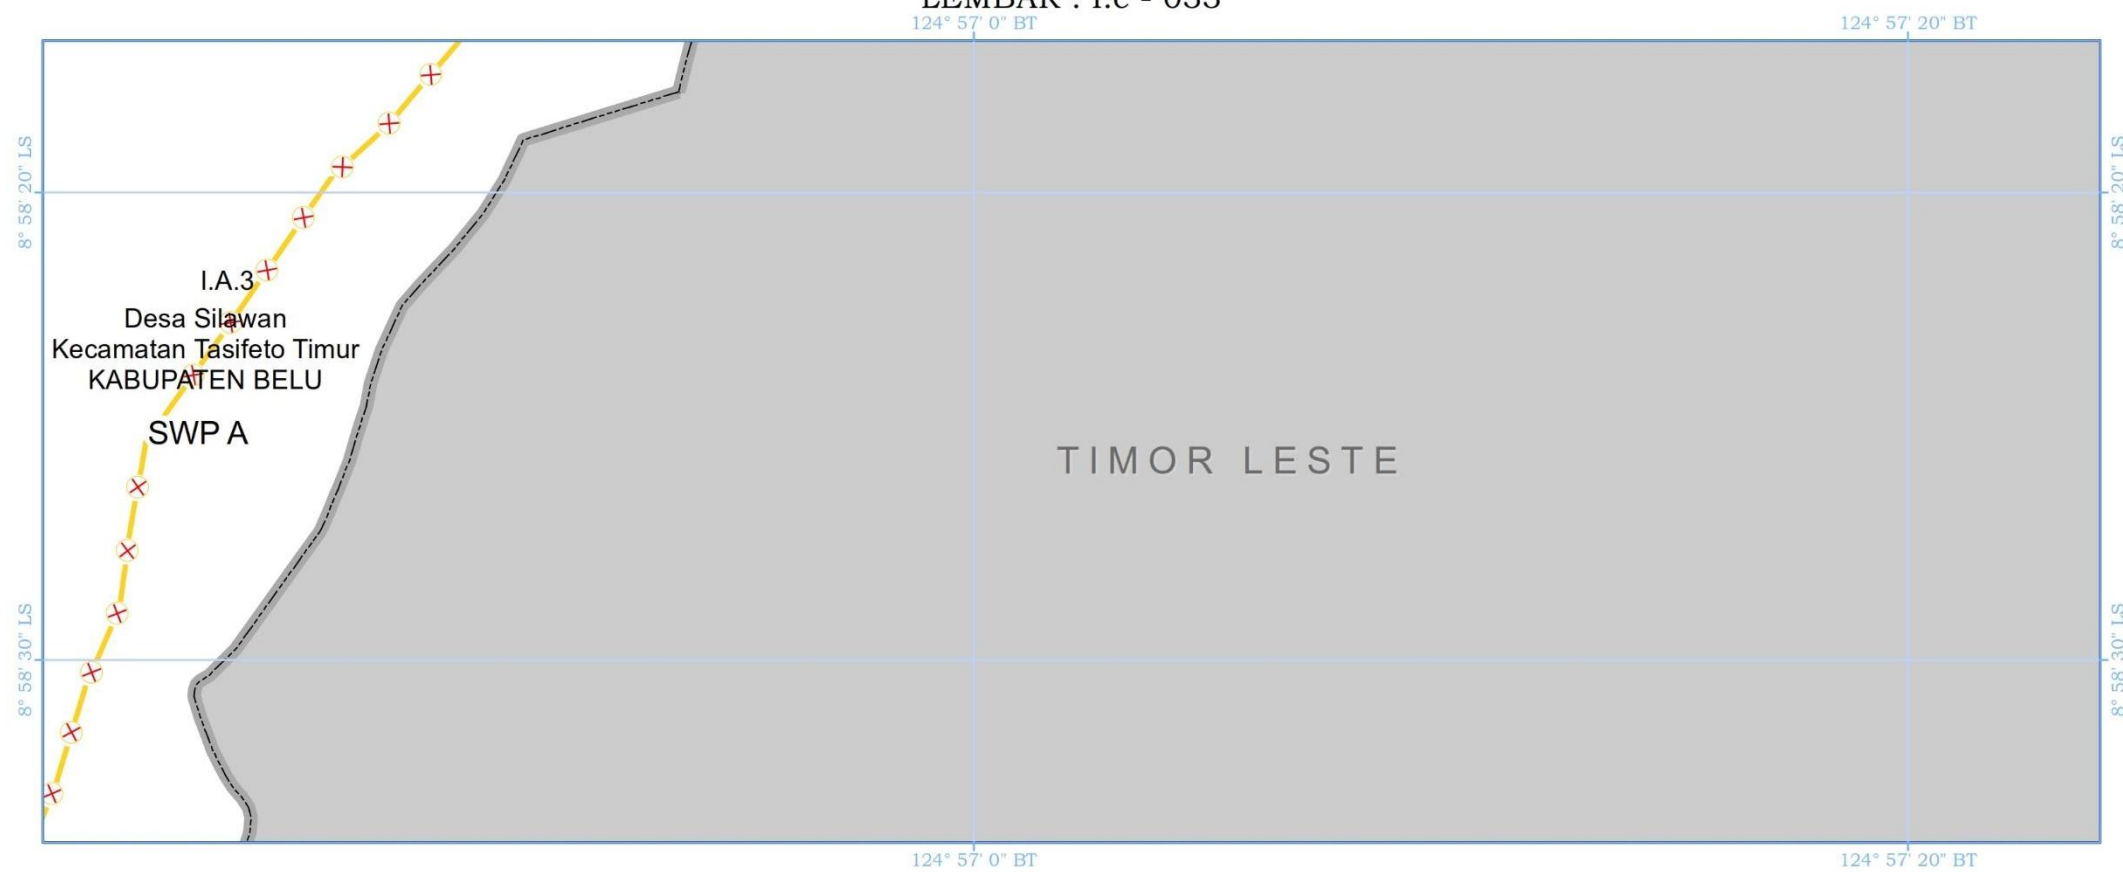 LEMBAR : I.c - 033
124° 57' 0" BT
124° 57' 20" BT
8° 58' 20" LS
8° 58' 20" LS
I.A.3
Desa Silawan
Kecamatan Tasifeto Timur
KABUPATEN BELU
SWP A
TIMOR LESTE
8° 58' 30" LS
8° 58' 30" LS
124° 57' 0" BT
124° 57' 20" BT